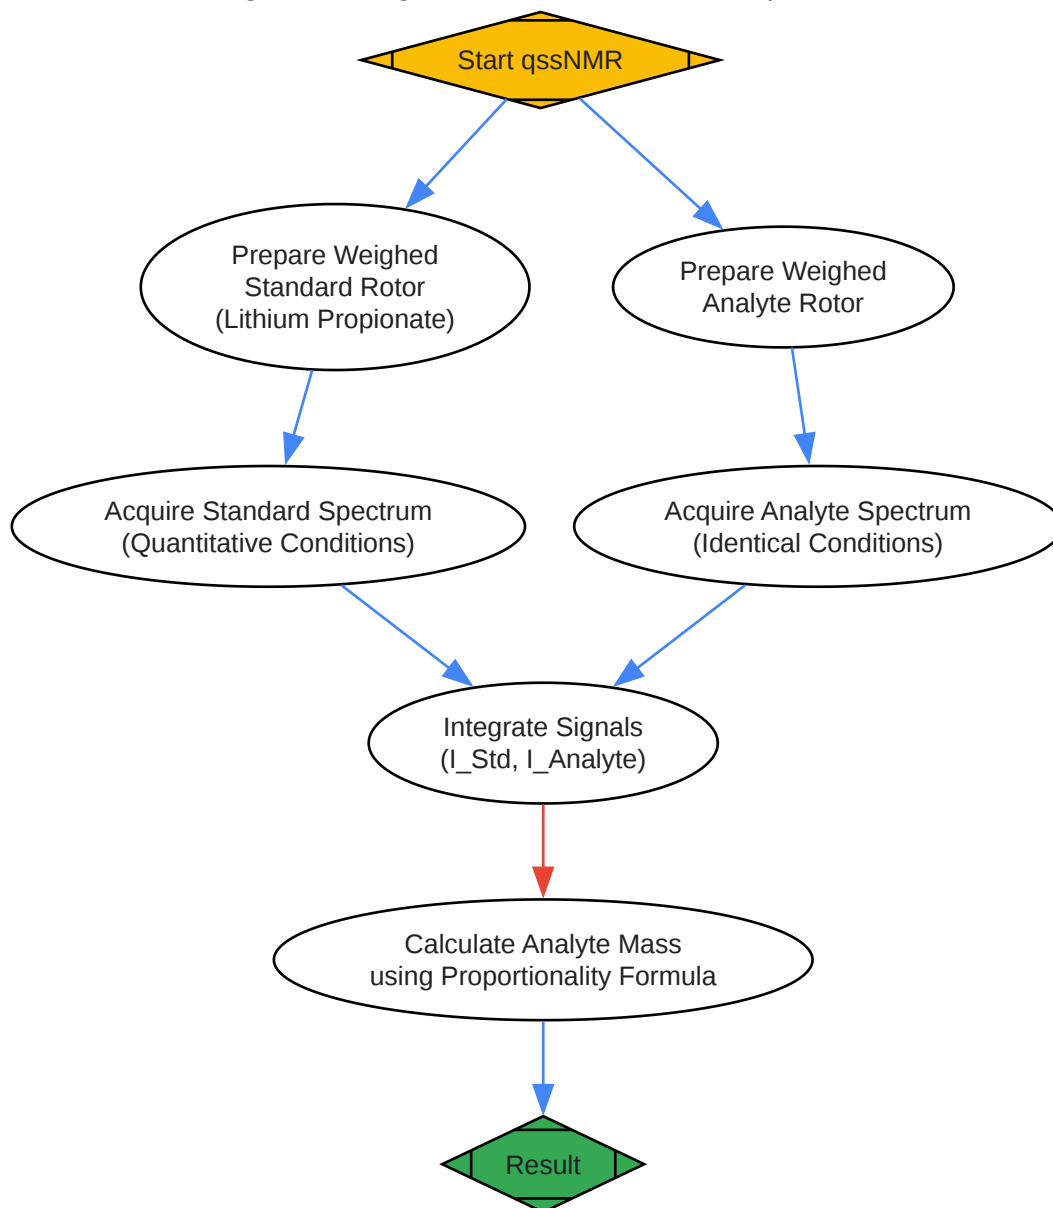 Start qssNMR
Prepare Weighed
Standard Rotor
(Lithium Propionate)
Prepare Weighed
Analyte Rotor
Acquire Standard Spectrum
(Quantitative Conditions)
Acquire Analyte Spectrum
(Identical Conditions)
Integrate Signals
(I_Std, I_Analyte)
Calculate Analyte Mass
using Proportionality Formula
Result